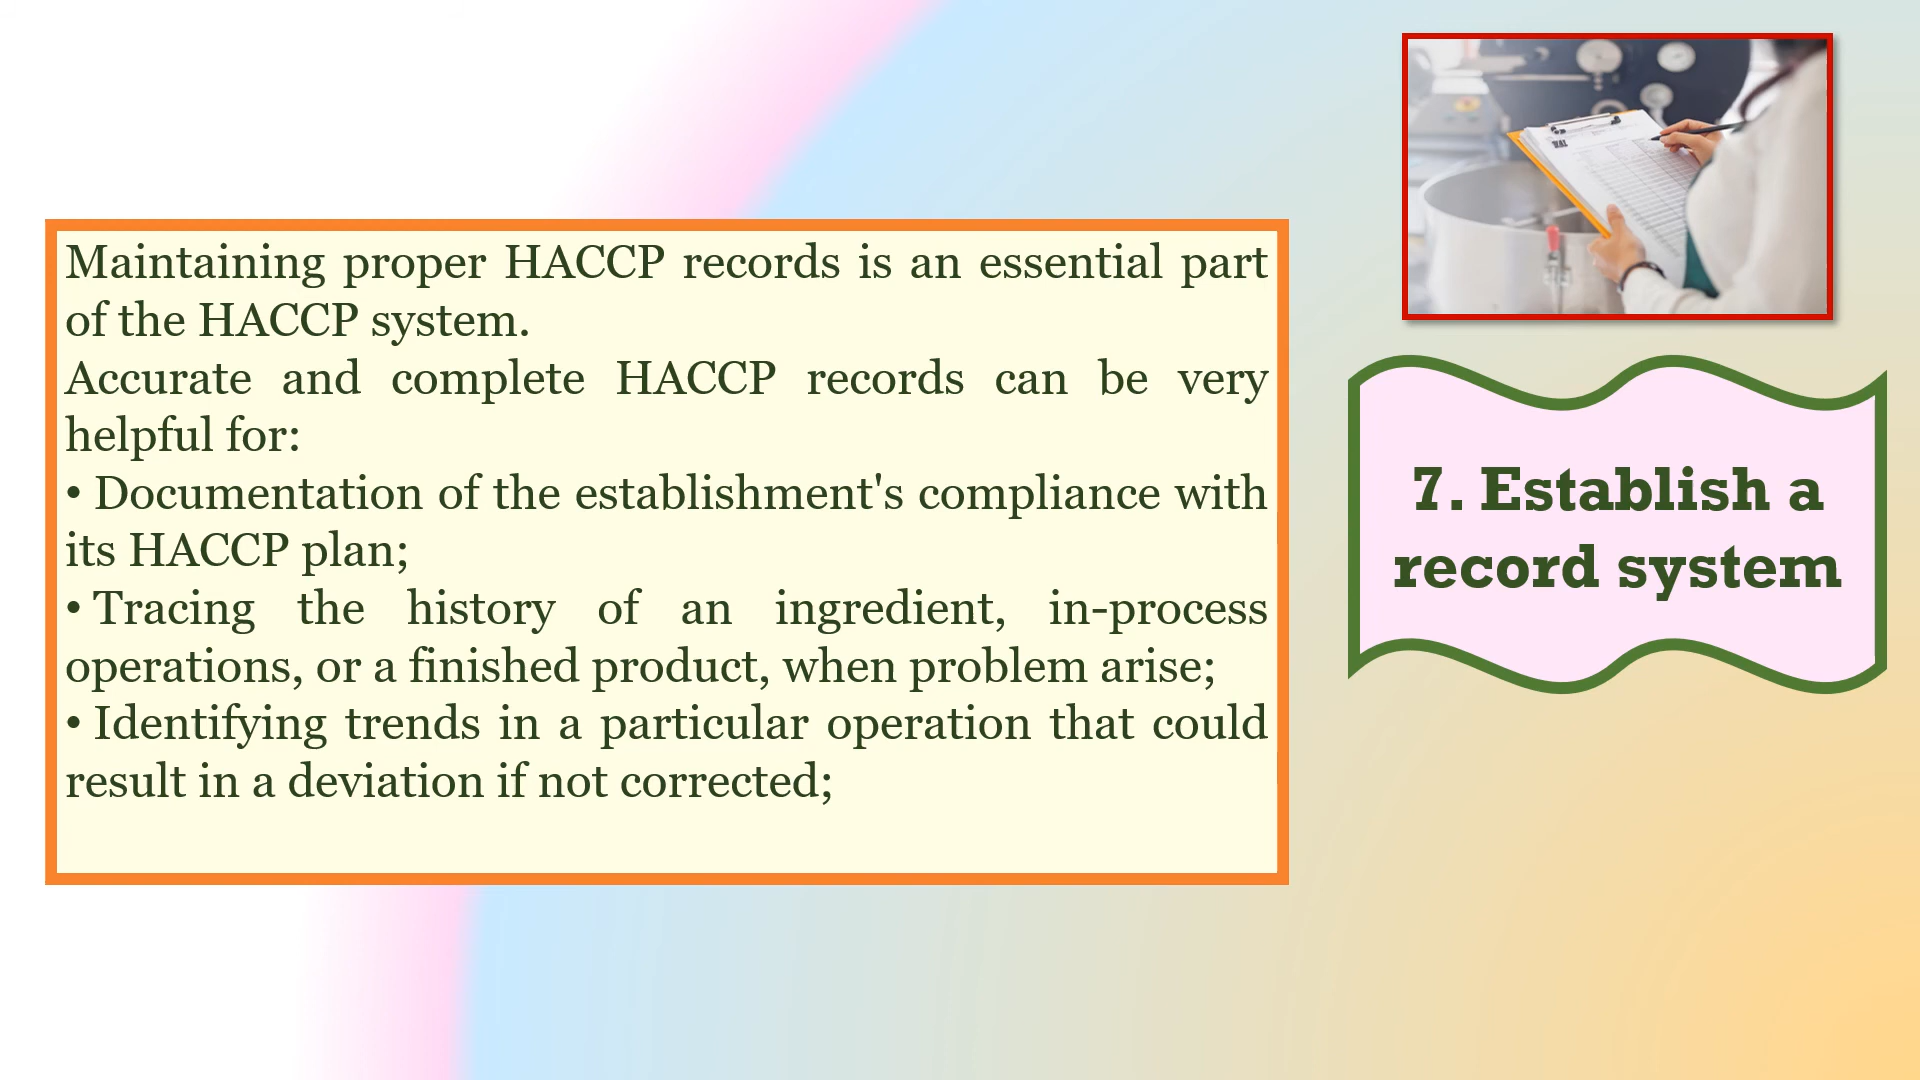 Maintaining proper HACCP records is an essential part
of the HACCP system.
Accurate and complete HACCP records can be very
helpful for:
• Documentation of the establishment's compliance with
its HACCP plan;
• Tracing the history of an ingredient, in-process
operations, or a finished product, when problem arise;
• Identifying trends in a particular operation that could
result in a deviation if not corrected;
7. Establish a
record system